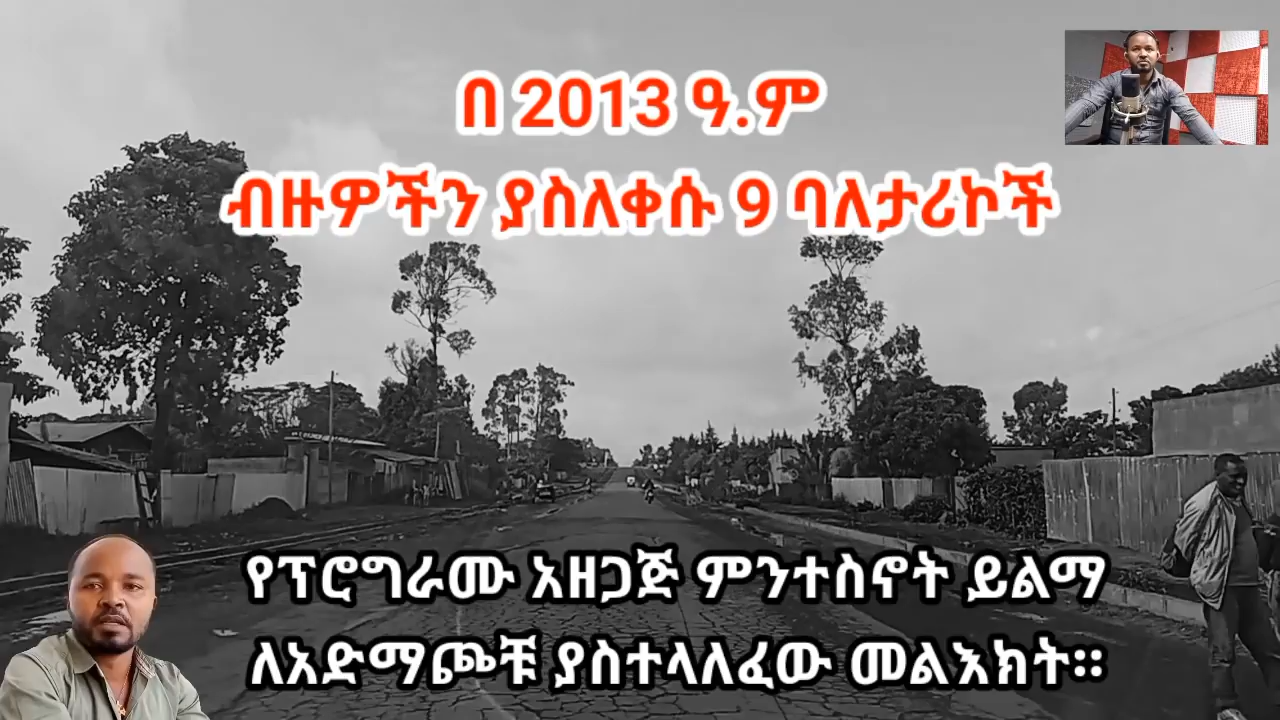 በ 2013 ዓ.ም
ብዙዎችን ያስለቀሱ 9 ባለታሪኮች
የፕሮግራሙ አዘጋጅ ምንተስኖት ይልማ
ለአድማጮቹ ያስተላለፈው መልእክት።